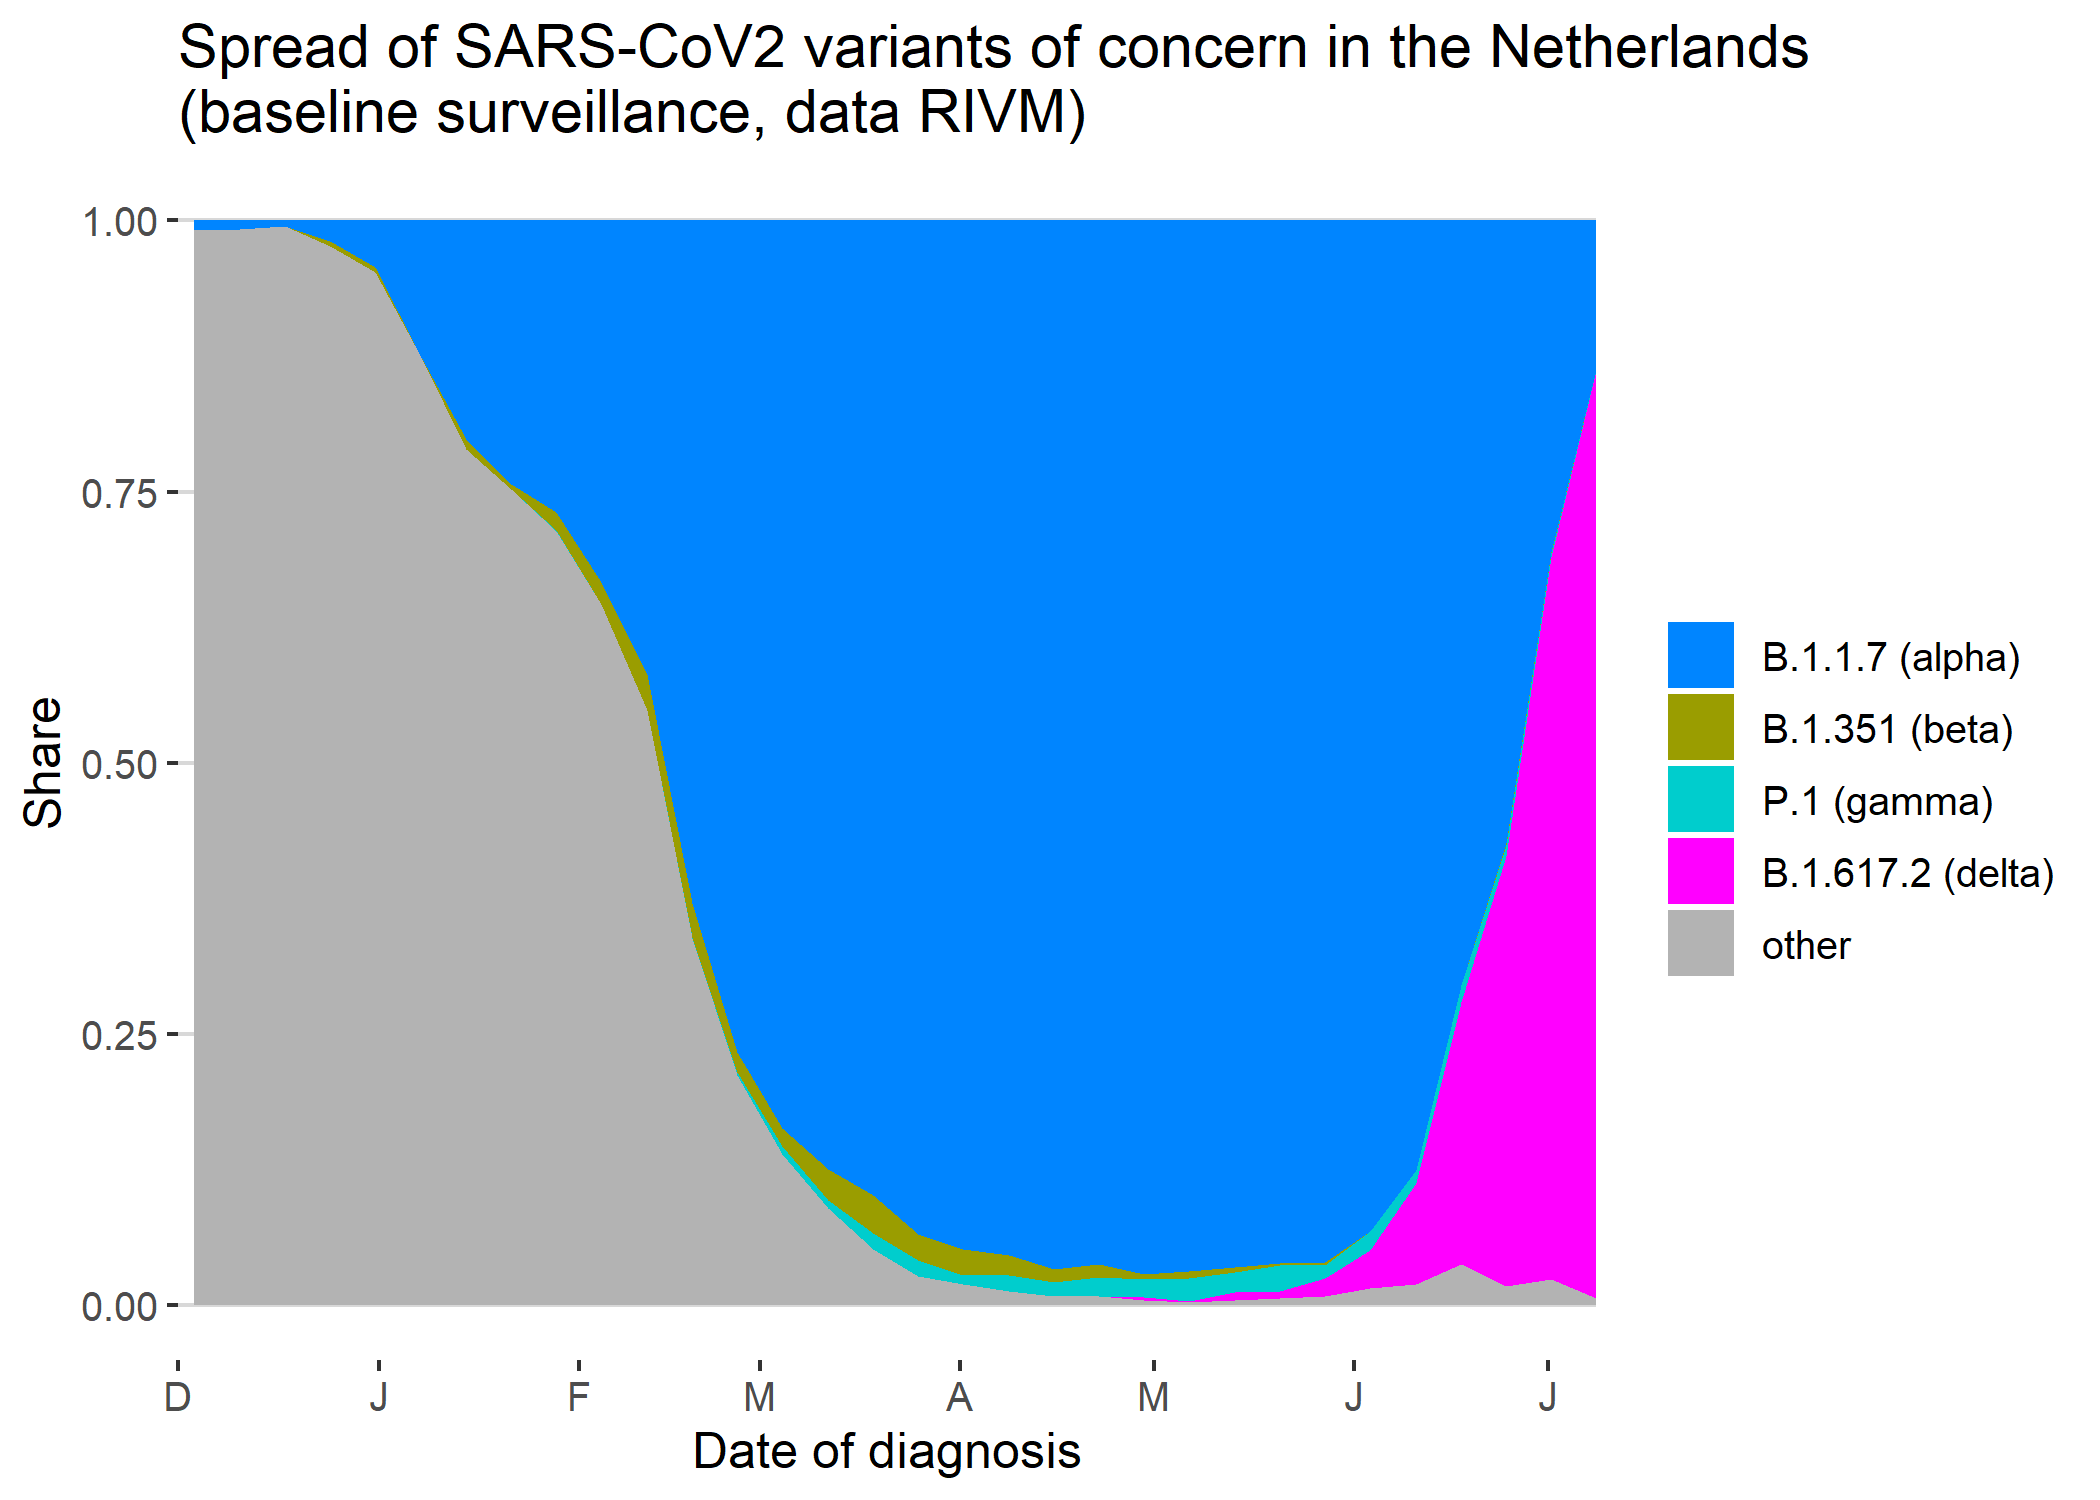 Spread of SARS-CoV2 variants of concern in the Netherlands
(baseline surveillance, data RIVM)
1.00
0.75
0.50
0.25
0.00
Share
D J F M A M J J
Date of diagnosis
B.1.1.7 (alpha)
B.1.351 (beta)
P.1 (gamma)
B.1.617.2 (delta)
other